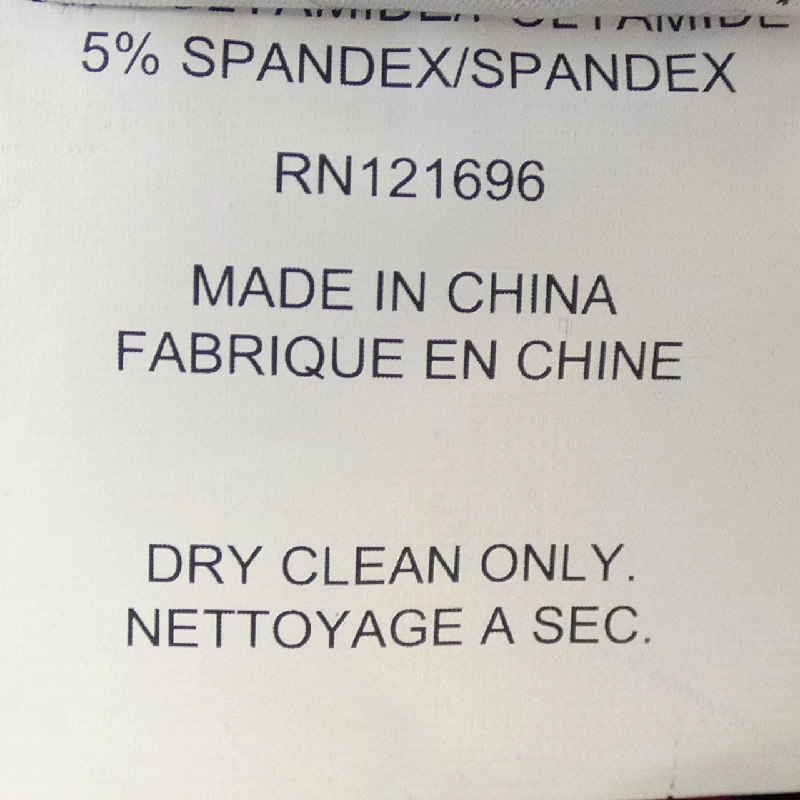 5% SPANDEX/SPANDEX
RN121696
MADE IN CHINA
FABRIQUE EN CHINE
DRY CLEAN ONLY.
NETTOYAGE A SEC.